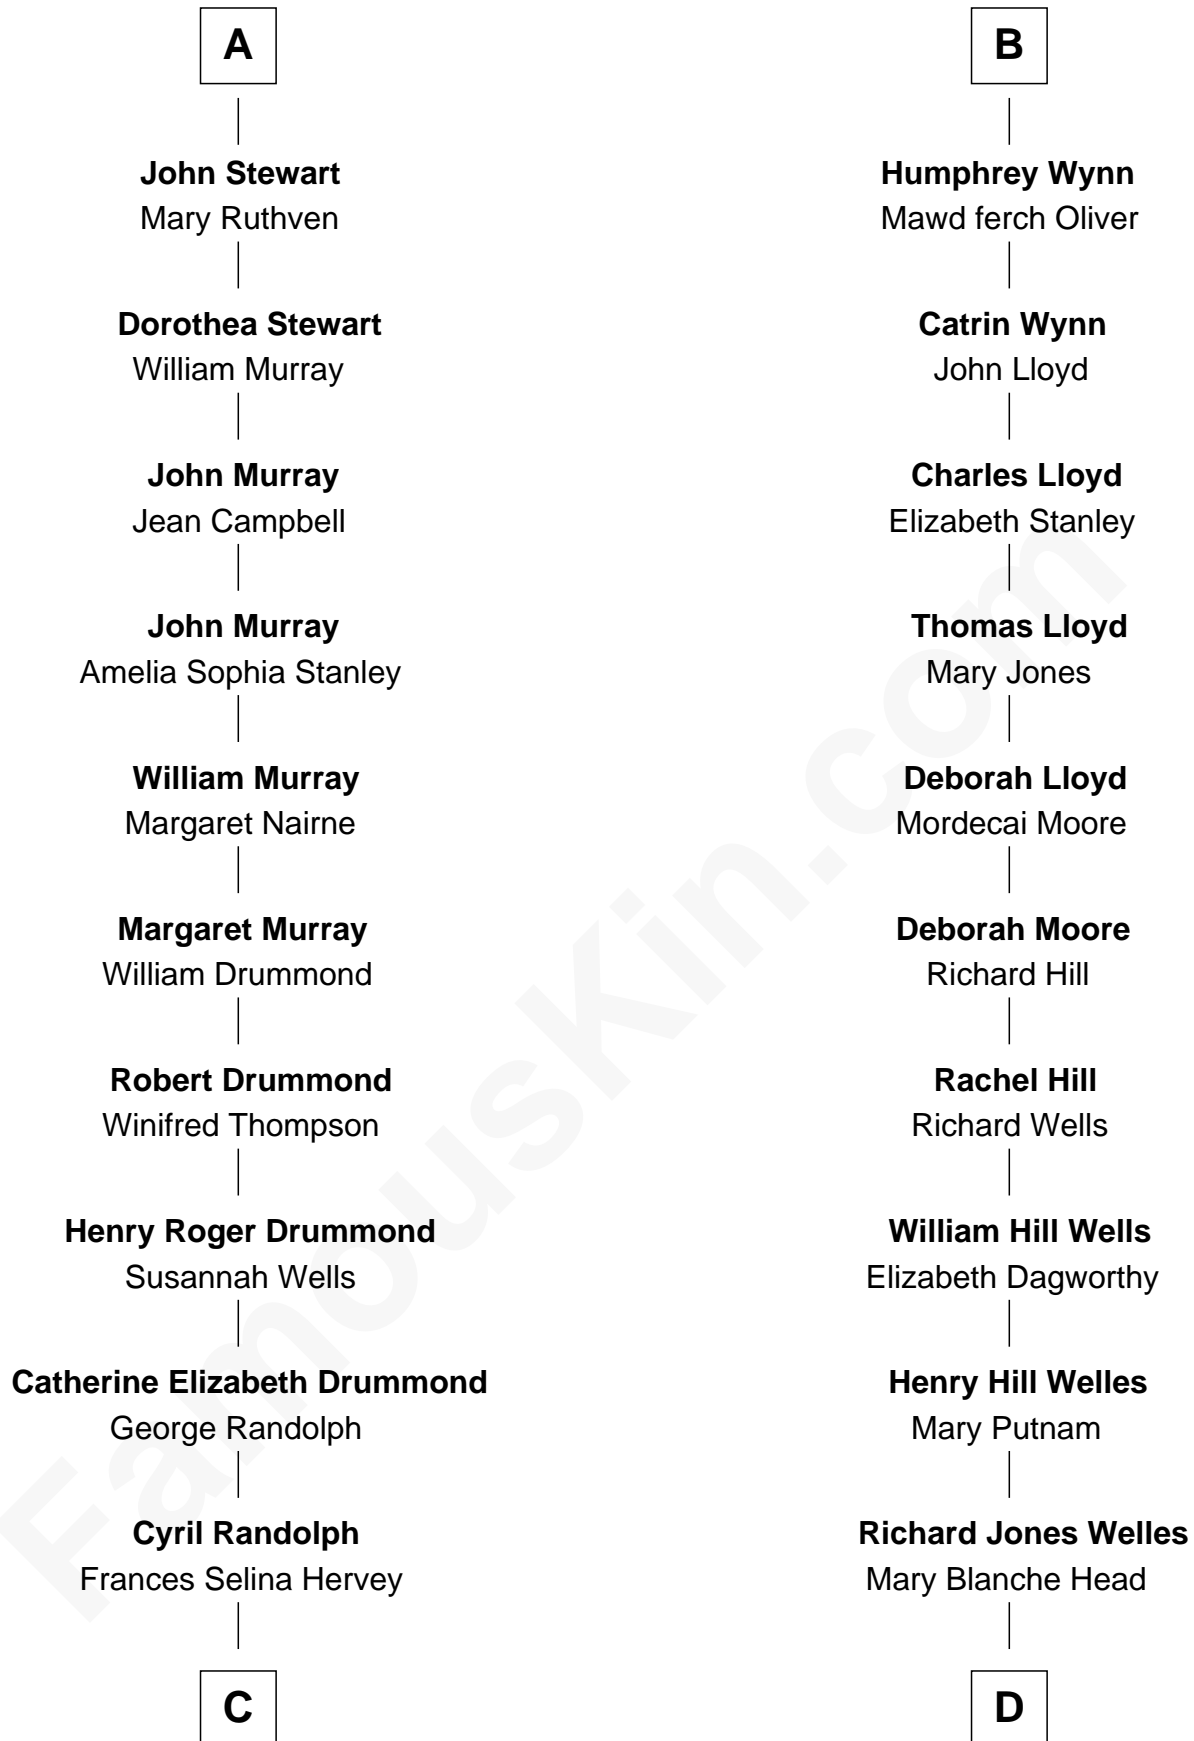 A
John Stewart
Mary Ruthven
Dorothea Stewart
William Murray
John Murray
Jean Campbell
John Murray
Amelia Sophia Stanley
William Murray
Margaret Nairne
Margaret Murray
William Drummond
Robert Drummond
Winifred Thompson
Henry Roger Drummond
Susannah Wells
Catherine Elizabeth Drummond
George Randolph
Cyril Randolph
Frances Selina Hervey
C
B
Humphrey Wynn
Mawd ferch Oliver
Catrin Wynn
John Lloyd
Charles Lloyd
Elizabeth Stanley
Thomas Lloyd
Mary Jones
Deborah Lloyd
Mordecai Moore
Deborah Moore
Richard Hill
Rachel Hill
Richard Wells
William Hill Wells
Elizabeth Dagworthy
Henry Hill Welles
Mary Putnam
Richard Jones Welles
Mary Blanche Head
D
FamousKin.com